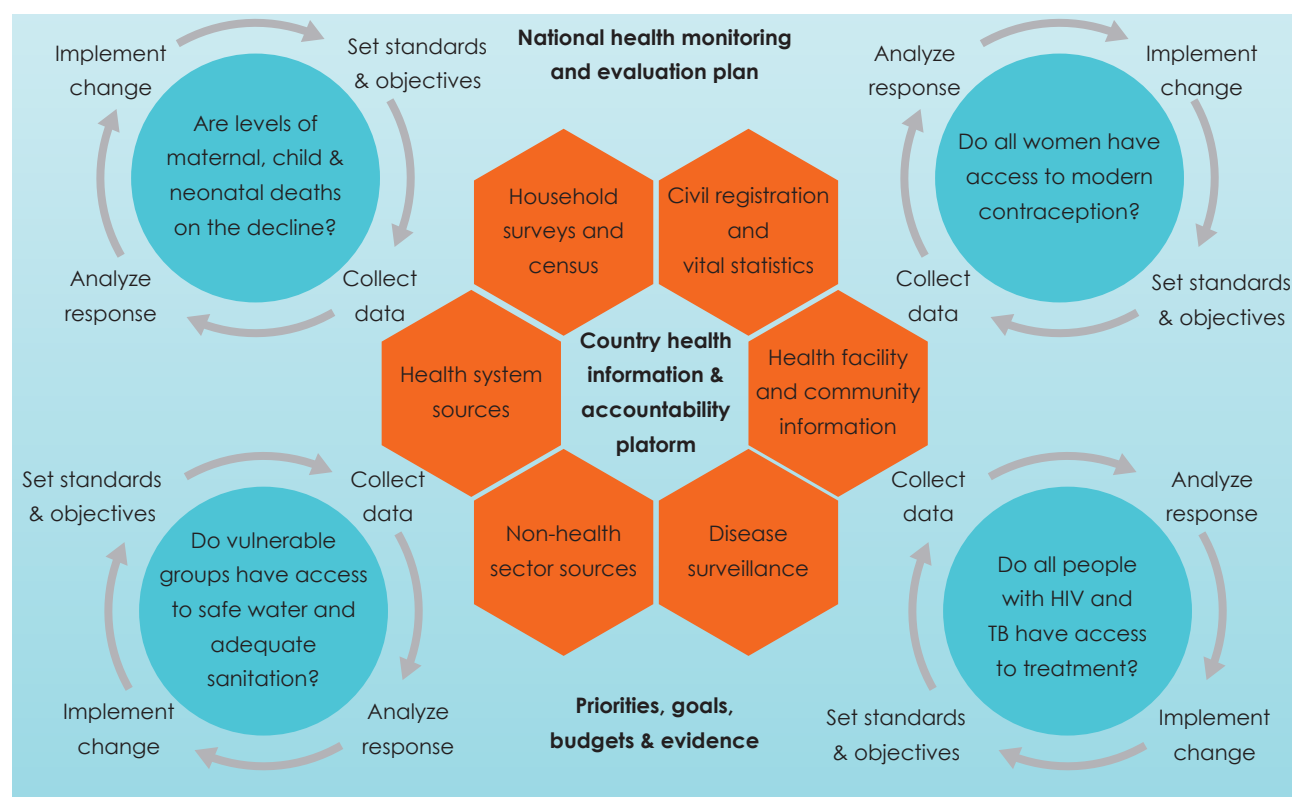 Implement
change
Set standards
& objectives
Are levels of
maternal, child &
neonatal deaths
on the decline?
Analyze
response
Collect
data
National health monitoring
and evaluation plan
Analyze
response
Implement
change
Do all women have
access to modern
contraception?
Collect
data
Set standards
& objectives
Household
surveys and
census
Civil registration
and
vital statistics
Health system
sources
Country health
information &
accountability
platorm
Health facility
and community
information
Non-health
sector sources
Disease
surveillance
Set standards
& objectives
Collect
data
Do vulnerable
groups have access
to safe water and
adequate
sanitation?
Implement
change
Analyze
response
Priorities, goals,
budgets & evidence
Collect
data
Analyze
response
Do all people
with HIV and
TB have access
to treatment?
Set standards
& objectives
Implement
change